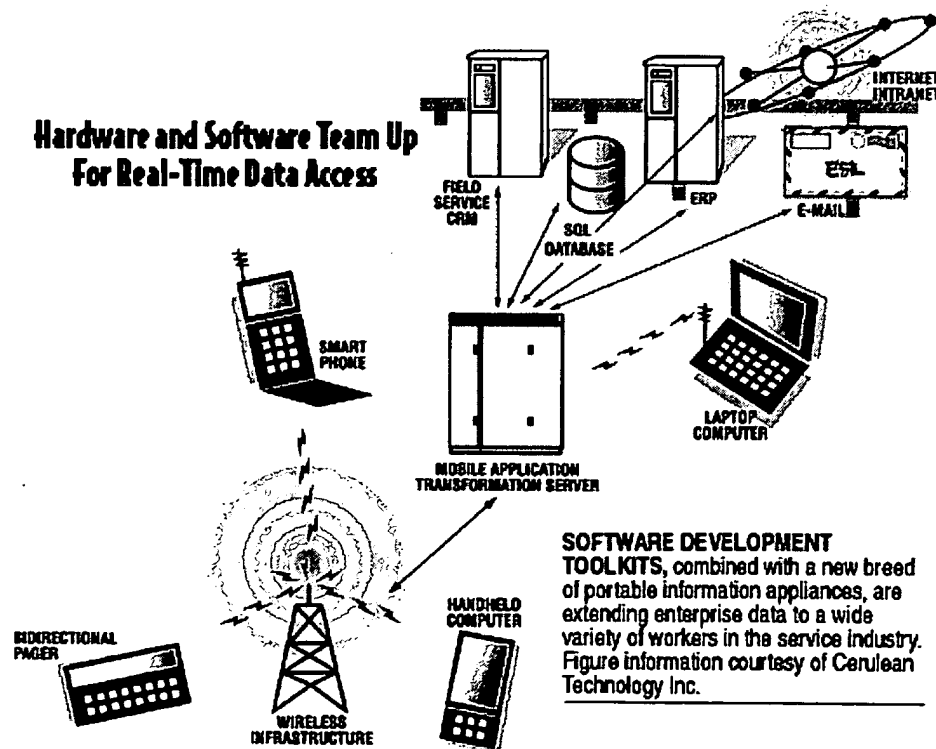 Hardware and Software Team Up
For Real-Time Data Access
INTERNET
INTRANET
FIELD
SERVICE
CRM
SQL
DATABASE
ERP
E-MAIL
SMART
PHONE
LAPTOP
COMPUTER
MOBILE APPLICATION
TRANSFORMATION SERVER
BIDIRECTIONAL
PAGER
WIRELESS
INFRASTRUCTURE
HANDHELD
COMPUTER
SOFTWARE DEVELOPMENT
TOOLKITS, combined with a new breed
of portable information appliances, are
extending enterprise data to a wide
variety of workers in the service industry.
Figure information courtesy of Cerulean
Technology Inc.